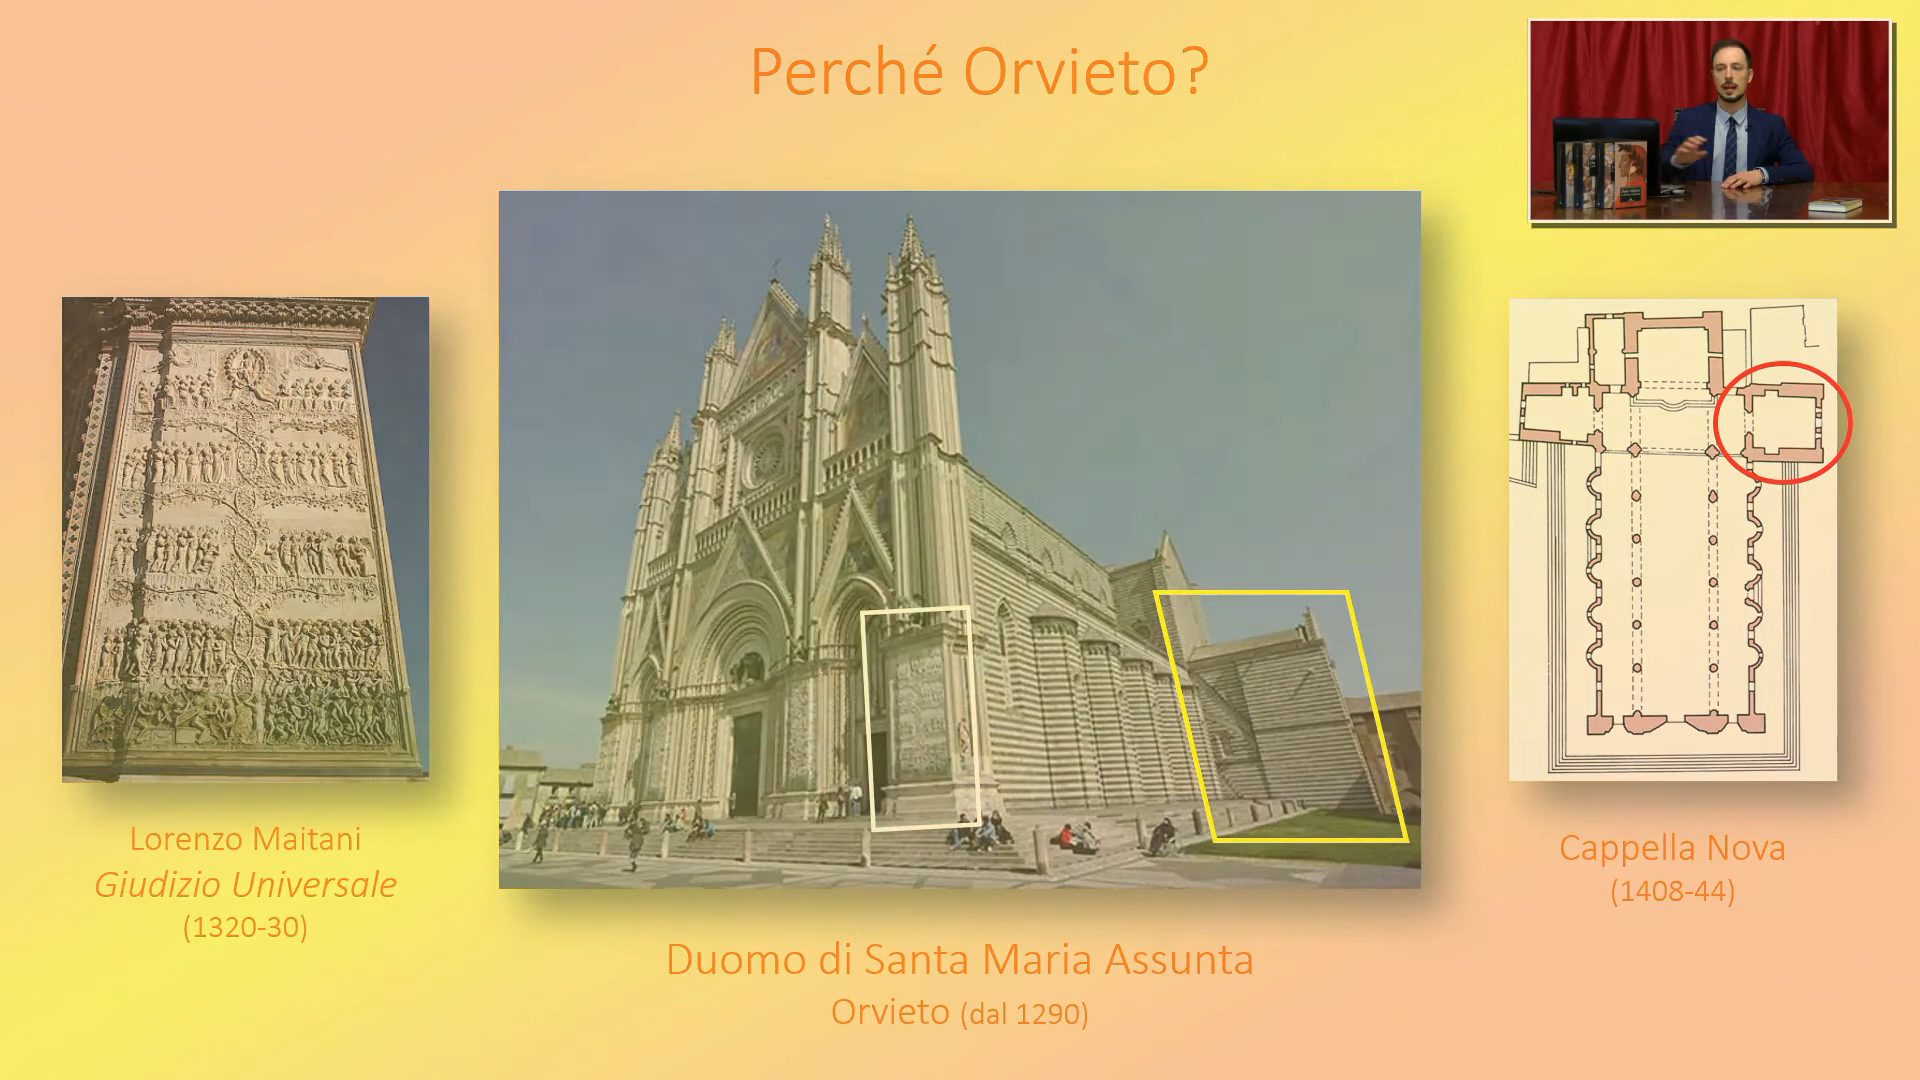 Perché Orvieto?
Lorenzo Maitani
Giudizio Universale
(1320-30)
Duomo di Santa Maria Assunta
Orvieto (dal 1290)
Cappella Nova
(1408-44)